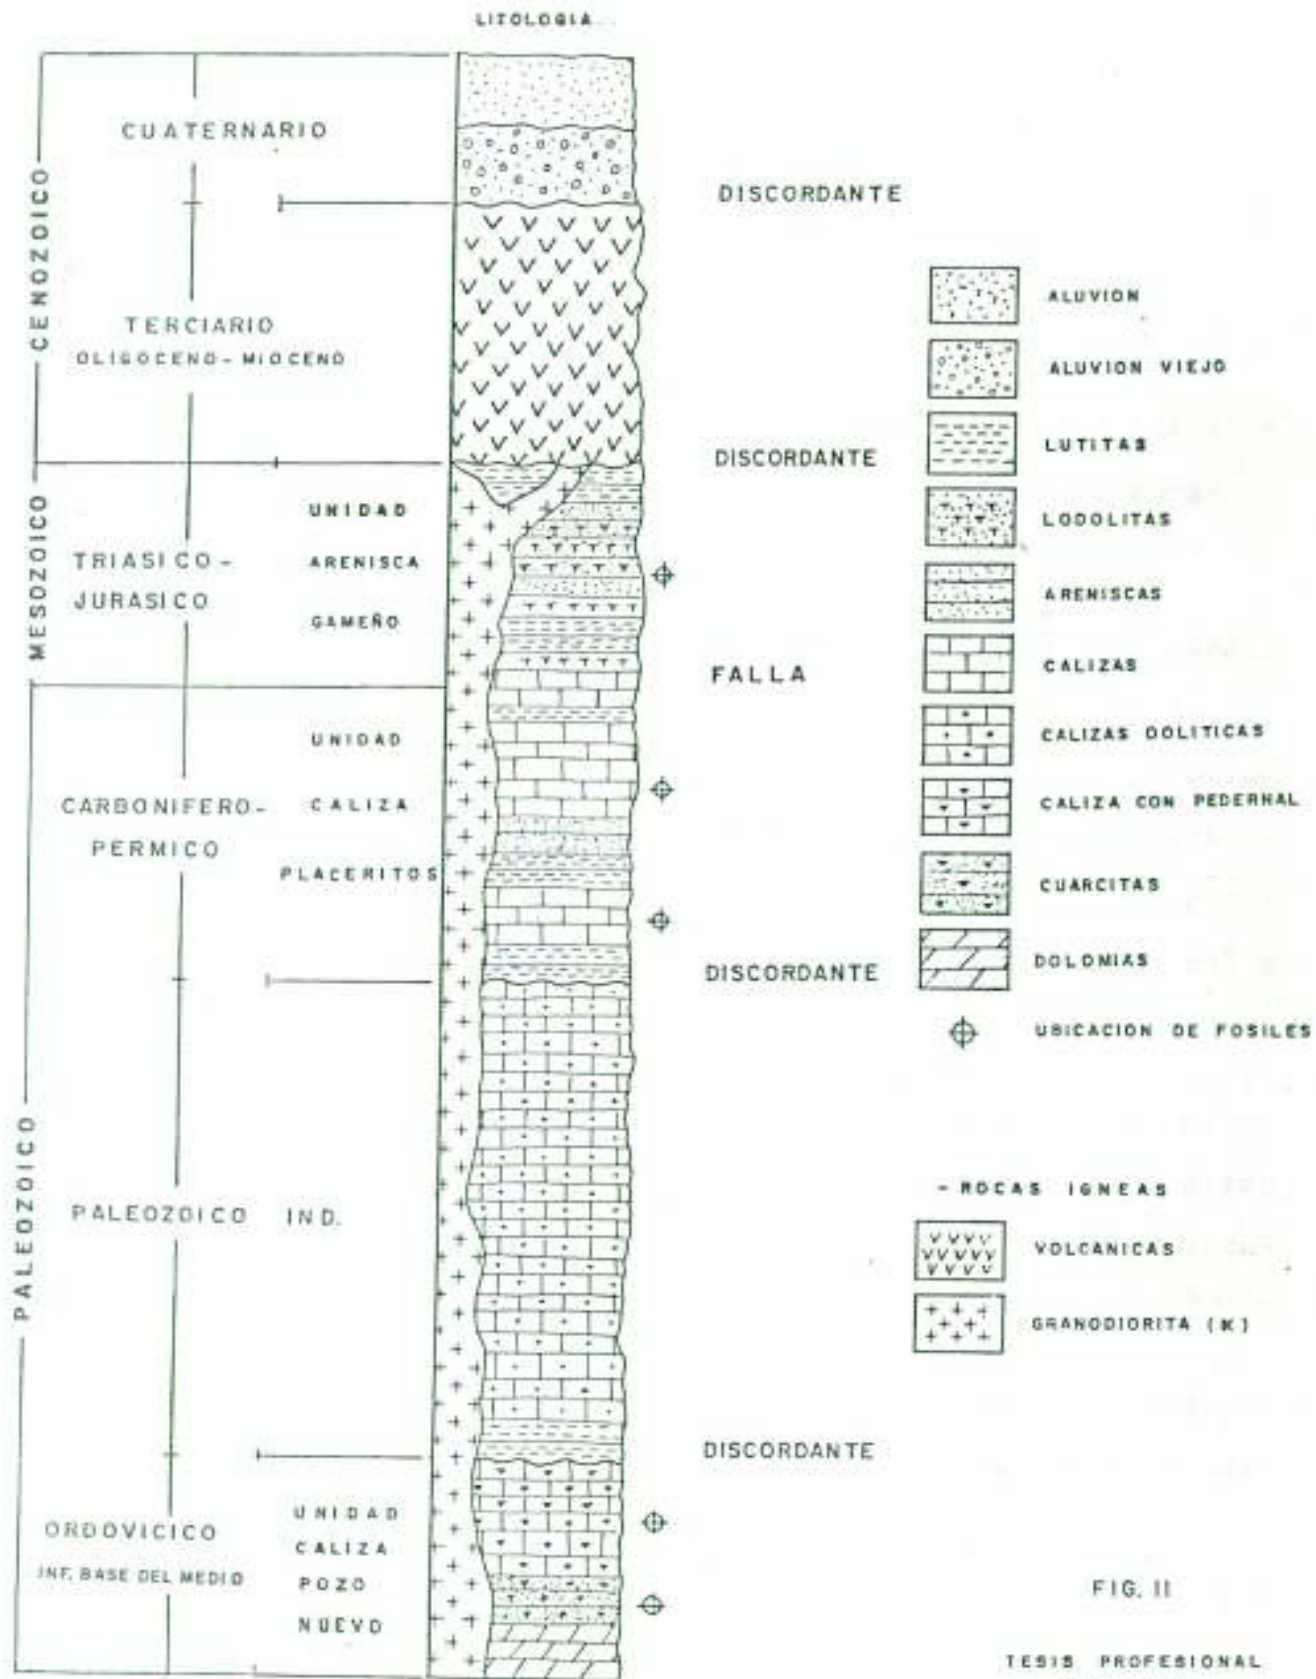 LITOLOGIA
CENOZOICO
CUATERNARIO
TERCIARIO
OLIGOCENO - MIOCENO
MESOZOICO
TRIASICO -
JURASICO
UNIDAD
ARENISCA
GAMEÑO
PALEOZOICO
CARBONIFERO-
PERMICO
UNIDAD
CALIZA
PLACERITOS
PALEOZOICO IND.
ORDOVICICO
INF. BASE DEL MEDIO
UNIDAD
CALIZA
POZO
NUEVO
DISCORDANTE
DISCORDANTE
FALLA
DISCORDANTE
DISCORDANTE
ALUVION
ALUVION VIEJO
LUTITAS
LODOLITAS
ARENISCAS
CALIZAS
CALIZAS OOLITICAS
CALIZA CON PEDERNAL
CUARCITAS
DOLOMIAS
UBICACION DE FOSILES
- ROCAS IGNEAS
VOLCANICAS
GRANODIORITA (K)
FIG. 11
TESIS PROFESIONAL